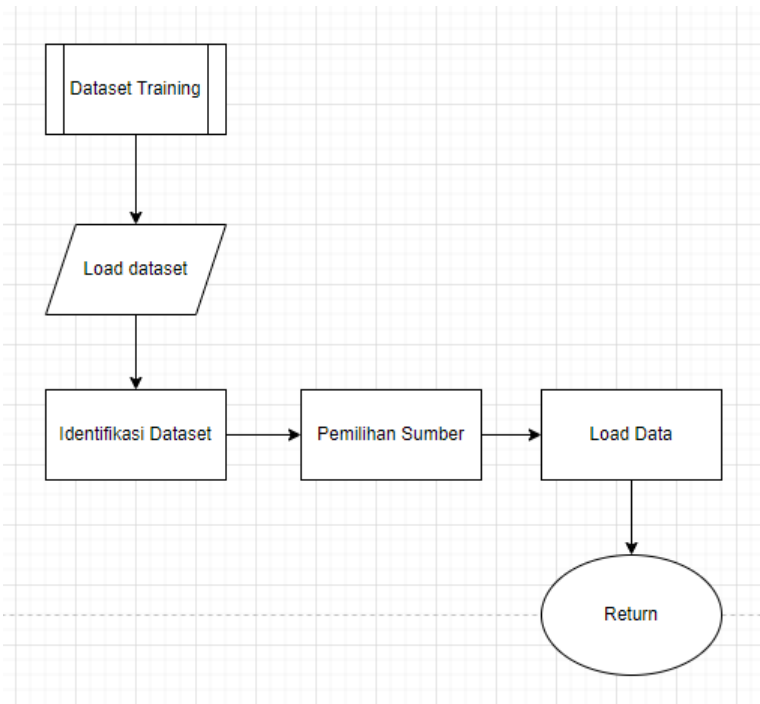 Dataset Training
Load dataset
Identifikasi Dataset
Pemilihan Sumber
Load Data
Return